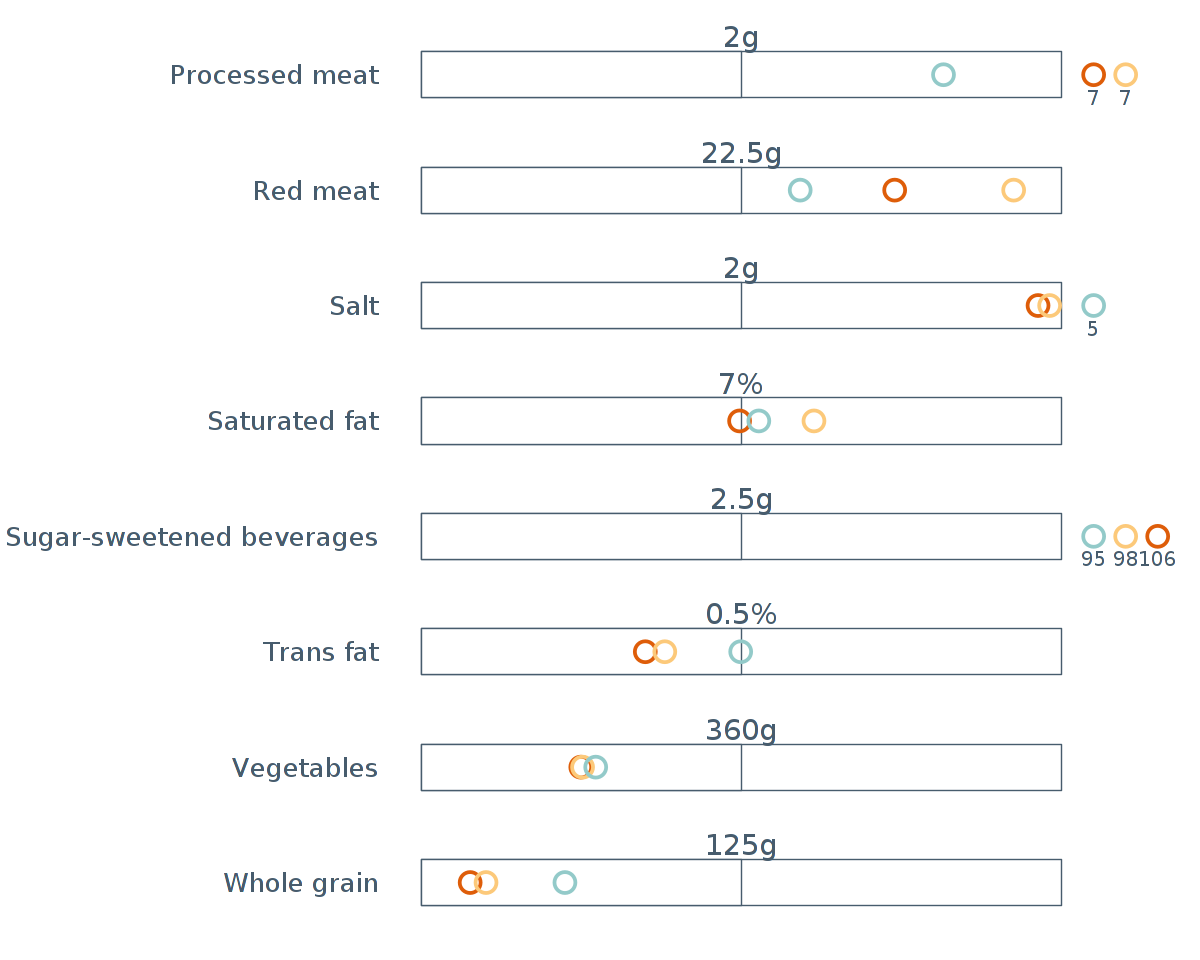 2g
Processed meat
7 7
22.5g
Red meat
2g
Salt
5
7%
Saturated fat
2.5g
Sugar-sweetened beverages
95 98 106
0.5%
Trans fat
360g
Vegetables
125g
Whole grain